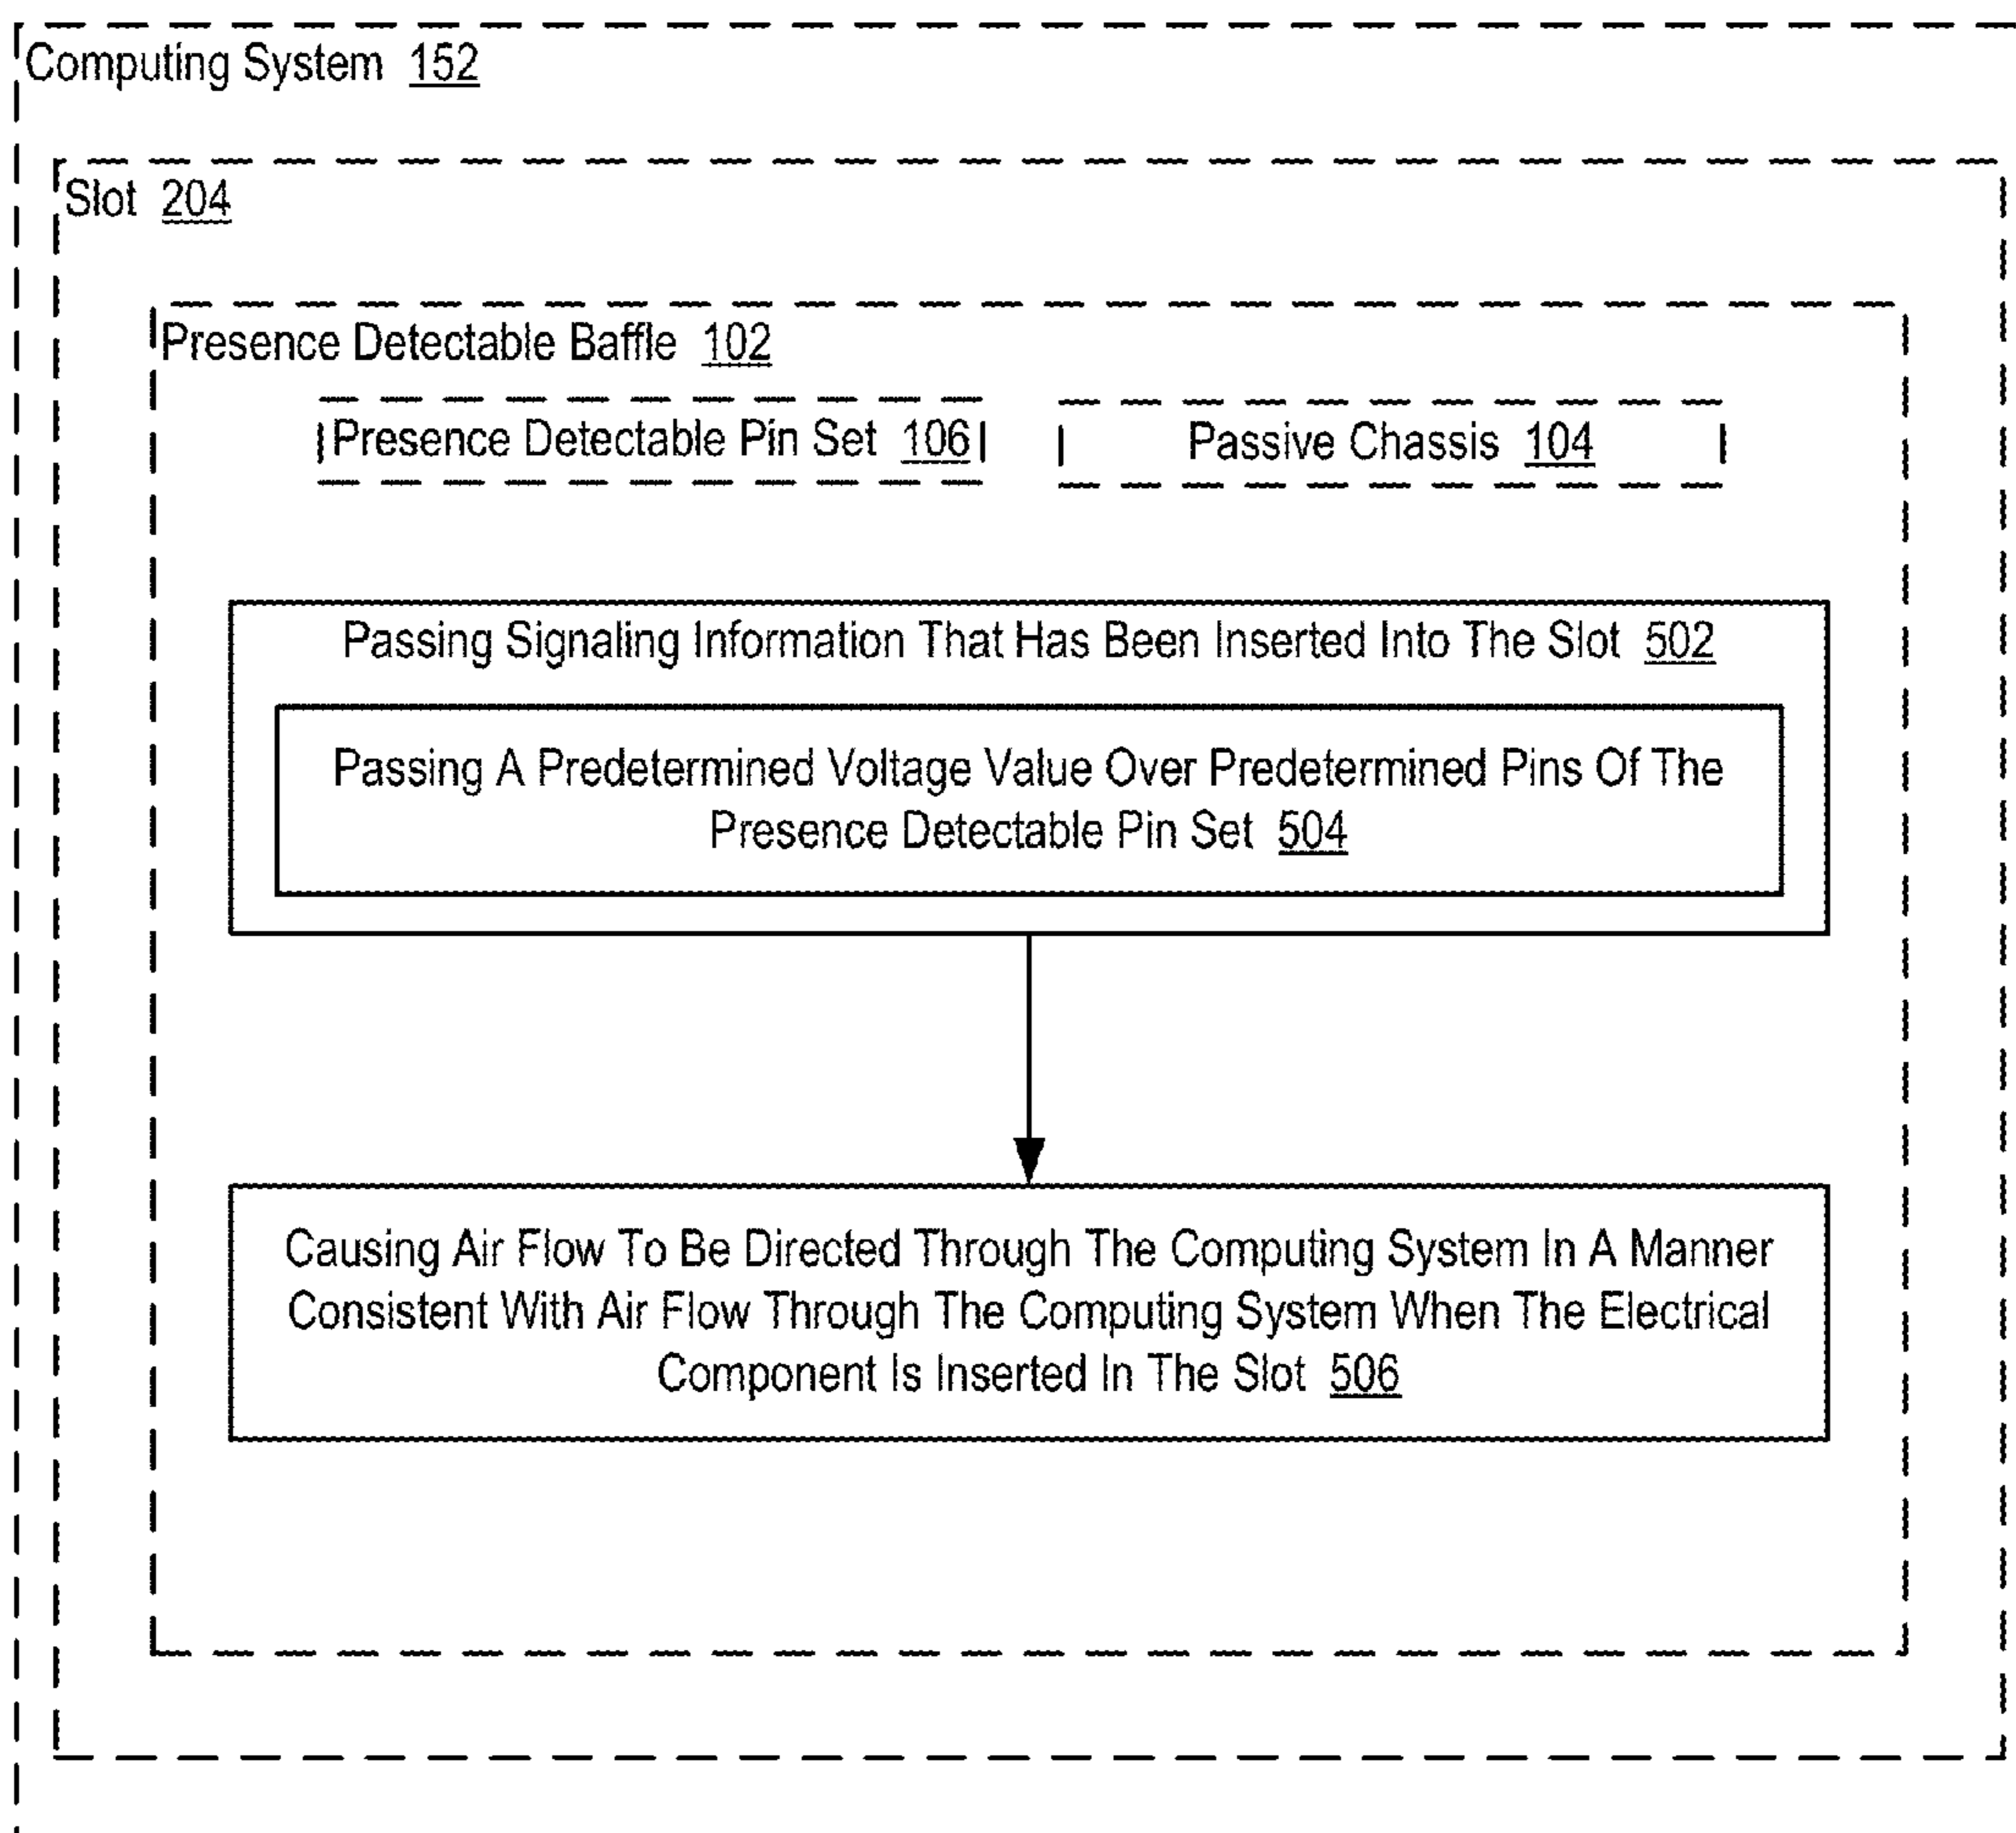 Computing System 152
Slot 204
Presence Detectable Baffle 102
Presence Detectable Pin Set 106
Passive Chassis 104
Passing Signaling Information That Has Been Inserted Into The Slot 502
Passing A Predetermined Voltage Value Over Predetermined Pins Of The
Presence Detectable Pin Set 504
Causing Air Flow To Be Directed Through The Computing System In A Manner
Consistent With Air Flow Through The Computing System When The Electrical
Component Is Inserted In The Slot 506